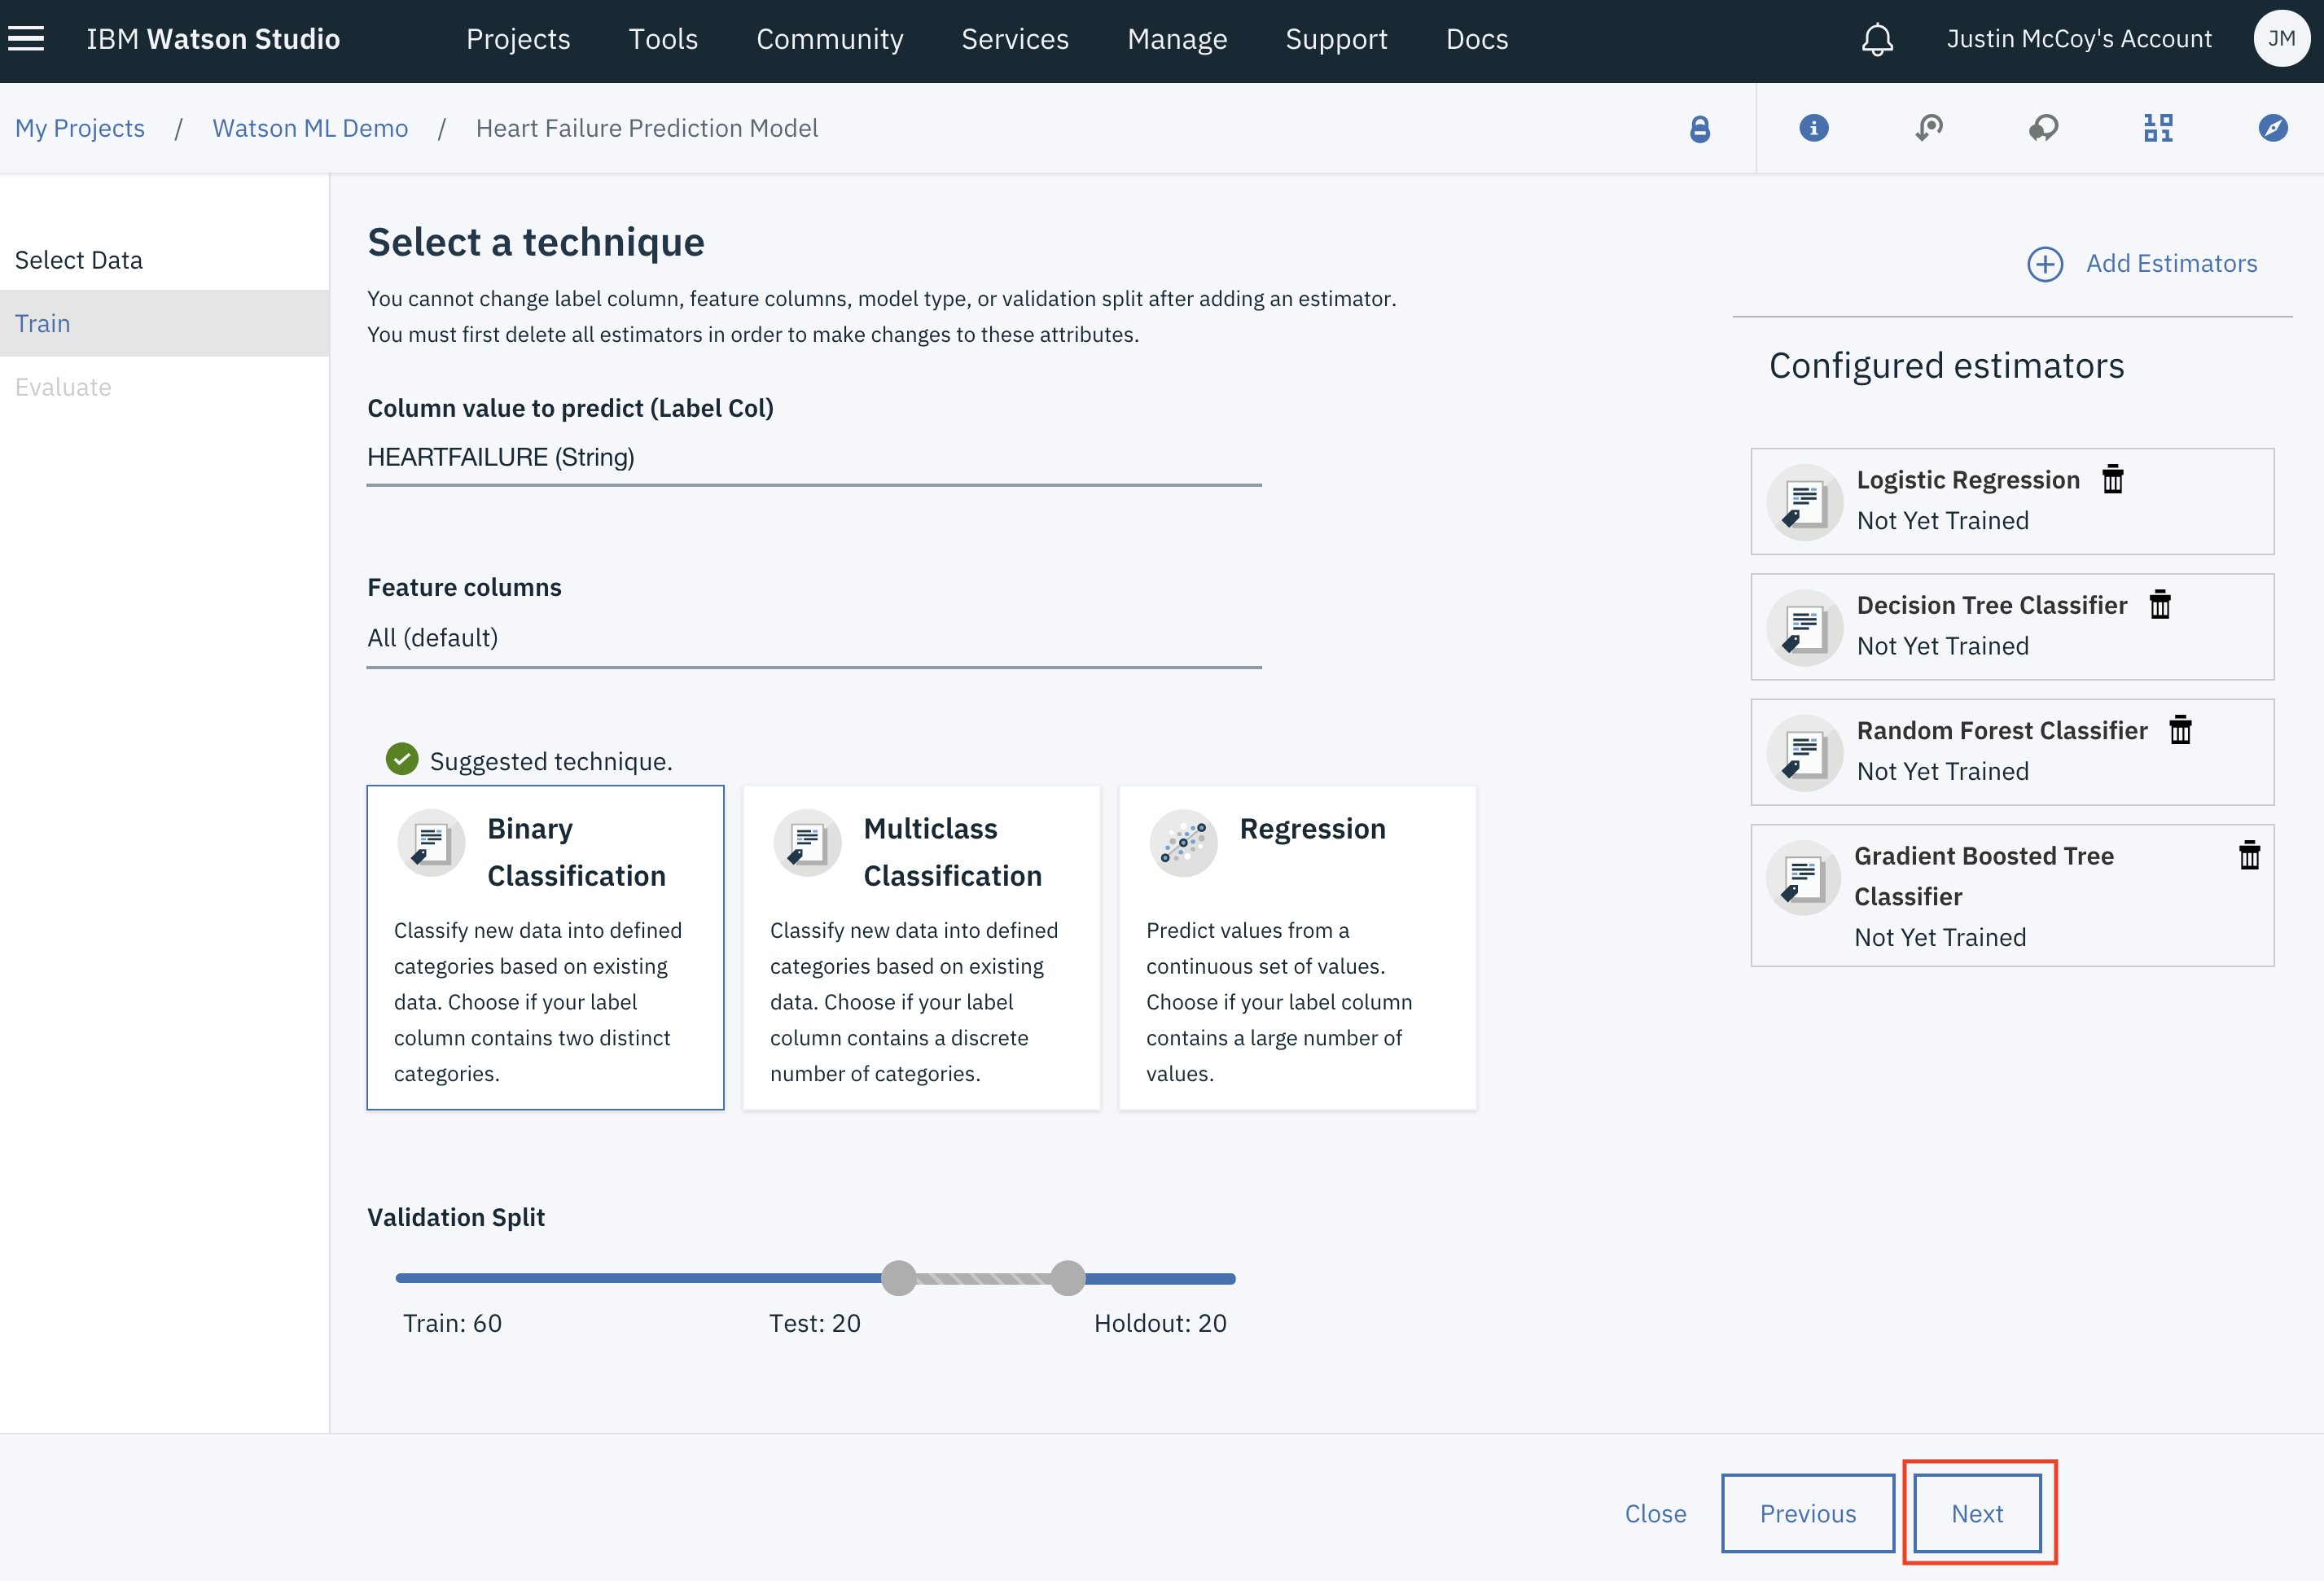 IBM Watson Studio Projects Tools Community Services Manage Support Docs Justin McCoy's Account JM
My Projects / Watson ML Demo / Heart Failure Prediction Model
Select Data
Train
Evaluate
Select a technique
You cannot change label column, feature columns, model type, or validation split after adding an estimator.
You must first delete all estimators in order to make changes to these attributes.
Column value to predict (Label Col)
HEARTFAILURE (String)
Feature columns
All (default)
Suggested technique.
Binary
Classification
Classify new data into defined
categories based on existing
data. Choose if your label
column contains two distinct
categories.
Multiclass
Classification
Classify new data into defined
categories based on existing
data. Choose if your label
column contains a discrete
number of categories.
Regression
Predict values from a
continuous set of values.
Choose if your label column
contains a large number of
values.
Validation Split
Train: 60 Test: 20 Holdout: 20
Add Estimators
Configured estimators
Logistic Regression
Not Yet Trained
Decision Tree Classifier
Not Yet Trained
Random Forest Classifier
Not Yet Trained
Gradient Boosted Tree
Classifier
Not Yet Trained
Close Previous Next